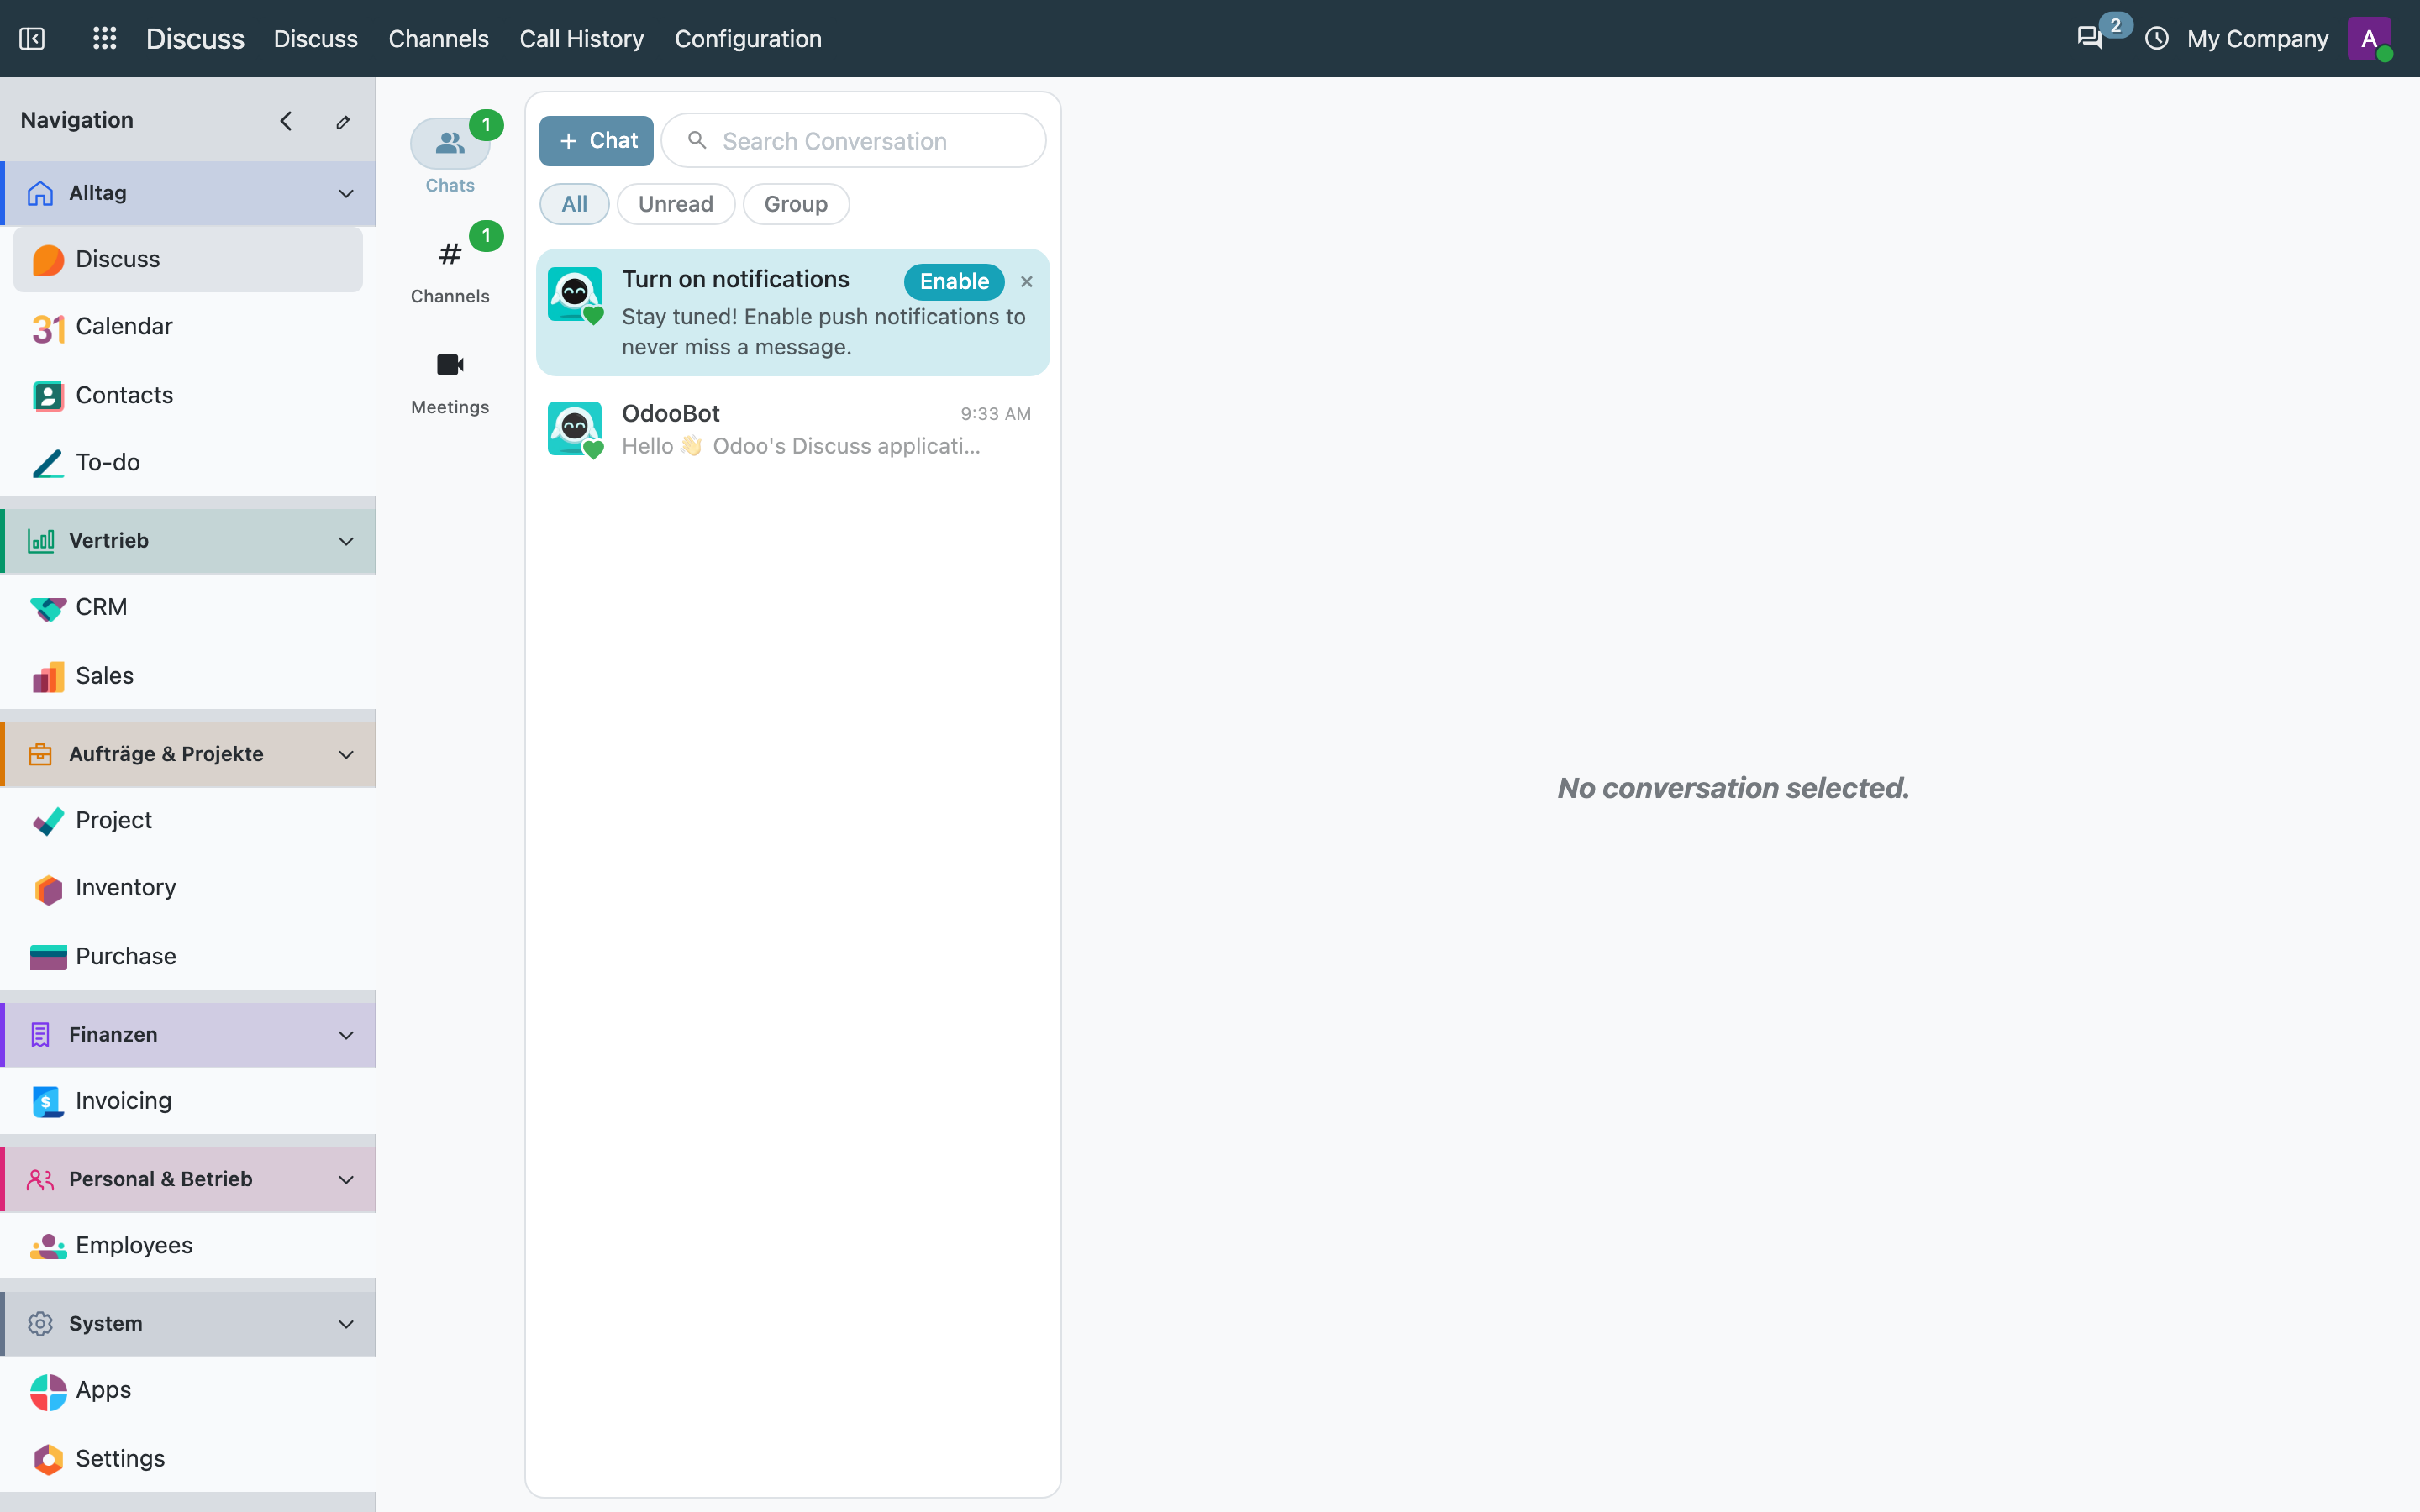 Discuss Discuss Channels Call History Configuration 2 My Company A
Navigation
Alltag
Discuss
31 Calendar
Contacts
To-do
Vertrieb
CRM
Sales
Aufträge & Projekte
Project
Inventory
Purchase
Finanzen
$ Invoicing
Personal & Betrieb
Employees
System
Apps
Settings
1
Chats
# 1
Channels
Meetings
+ Chat Search Conversation
All Unread Group
Turn on notifications Enable ×
Stay tuned! Enable push notifications to
never miss a message.
OdooBot 9:33 AM
Hello 👋 Odoo's Discuss applicati...
No conversation selected.